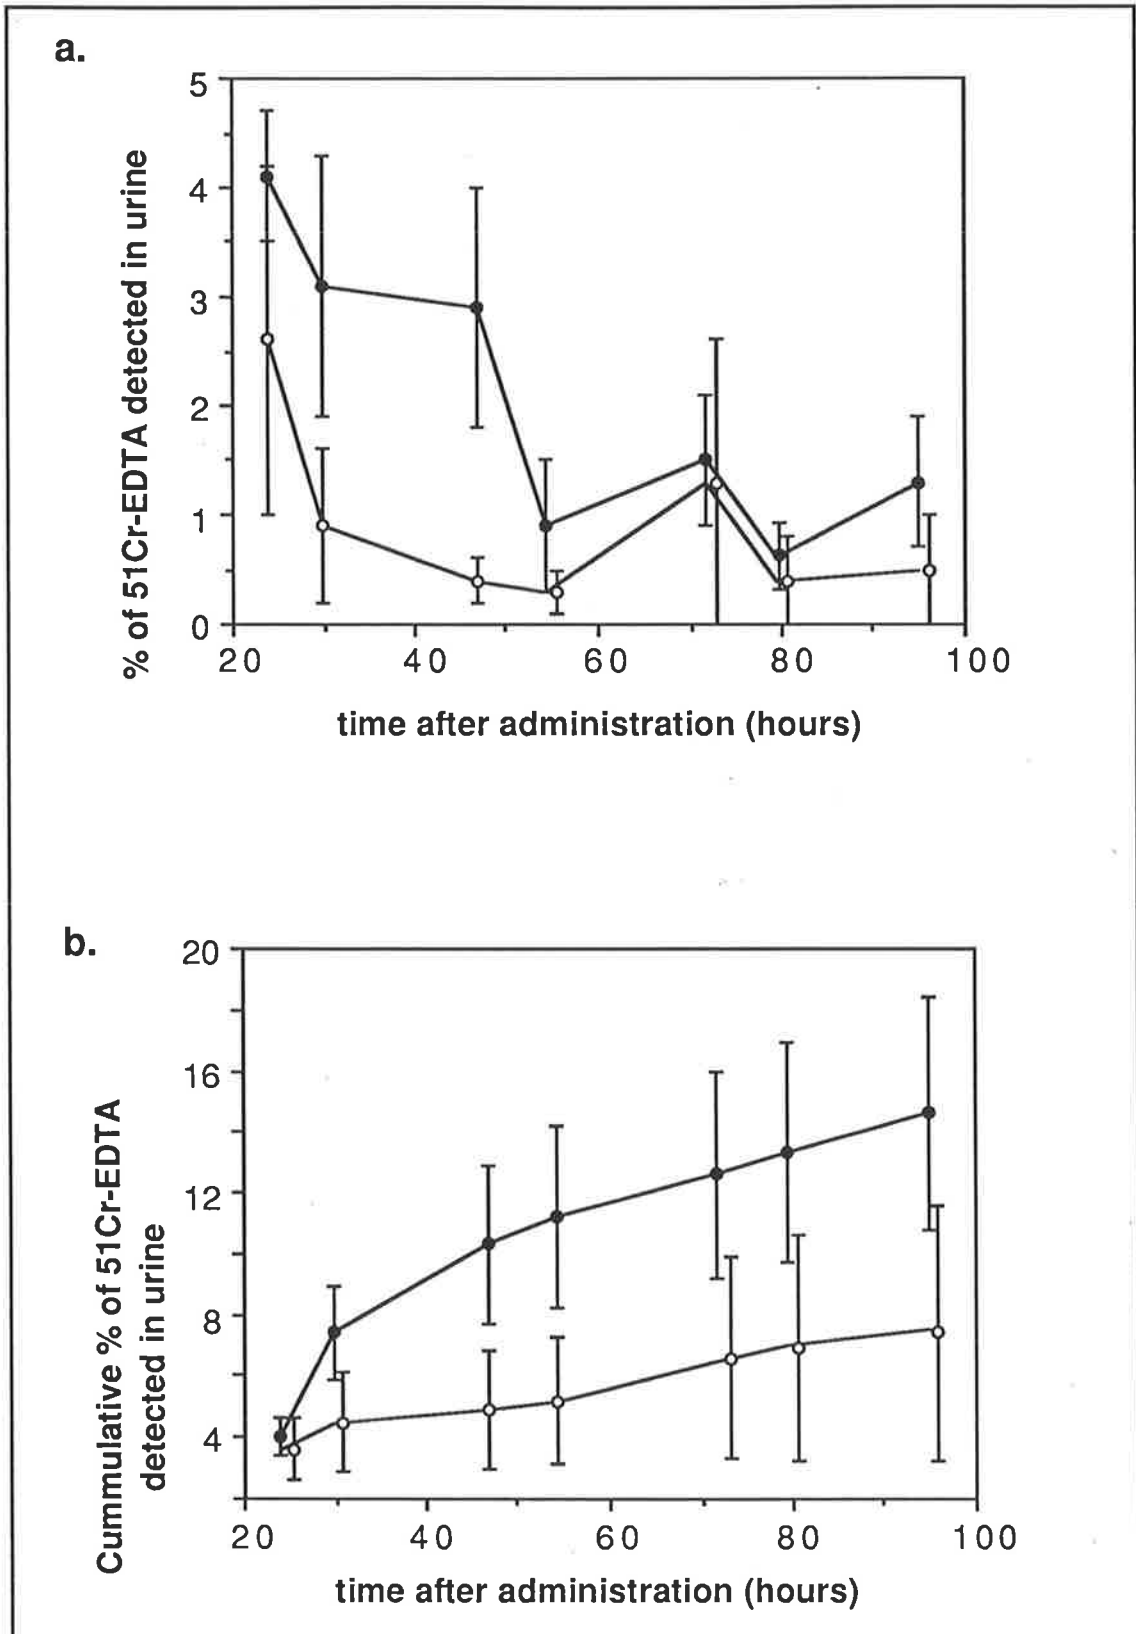 a.
% of 51Cr-EDTA detected in urine
5
4
3
2
1
0
20 40 60 80 100
time after administration (hours)
b.
Cummulative % of 51Cr-EDTA
detected in urine
20
16
12
8
4
20 40 60 80 100
time after administration (hours)